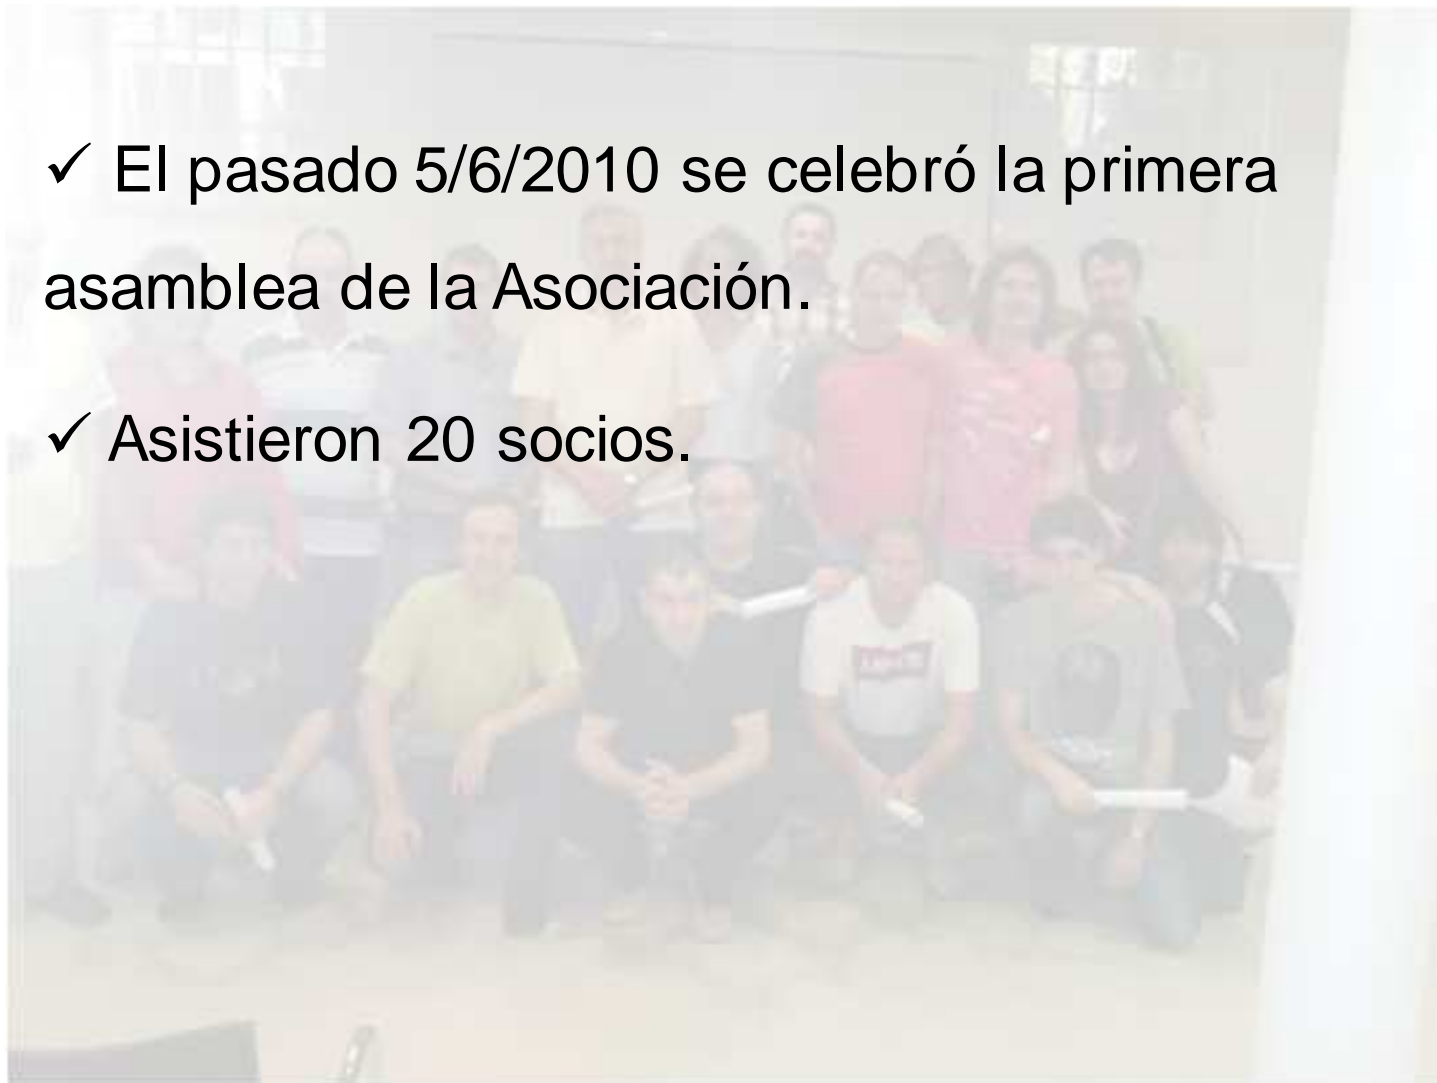 ✓ El pasado 5/6/2010 se celebró la primera
asamblea de la Asociación.
✓ Asistieron 20 socios.